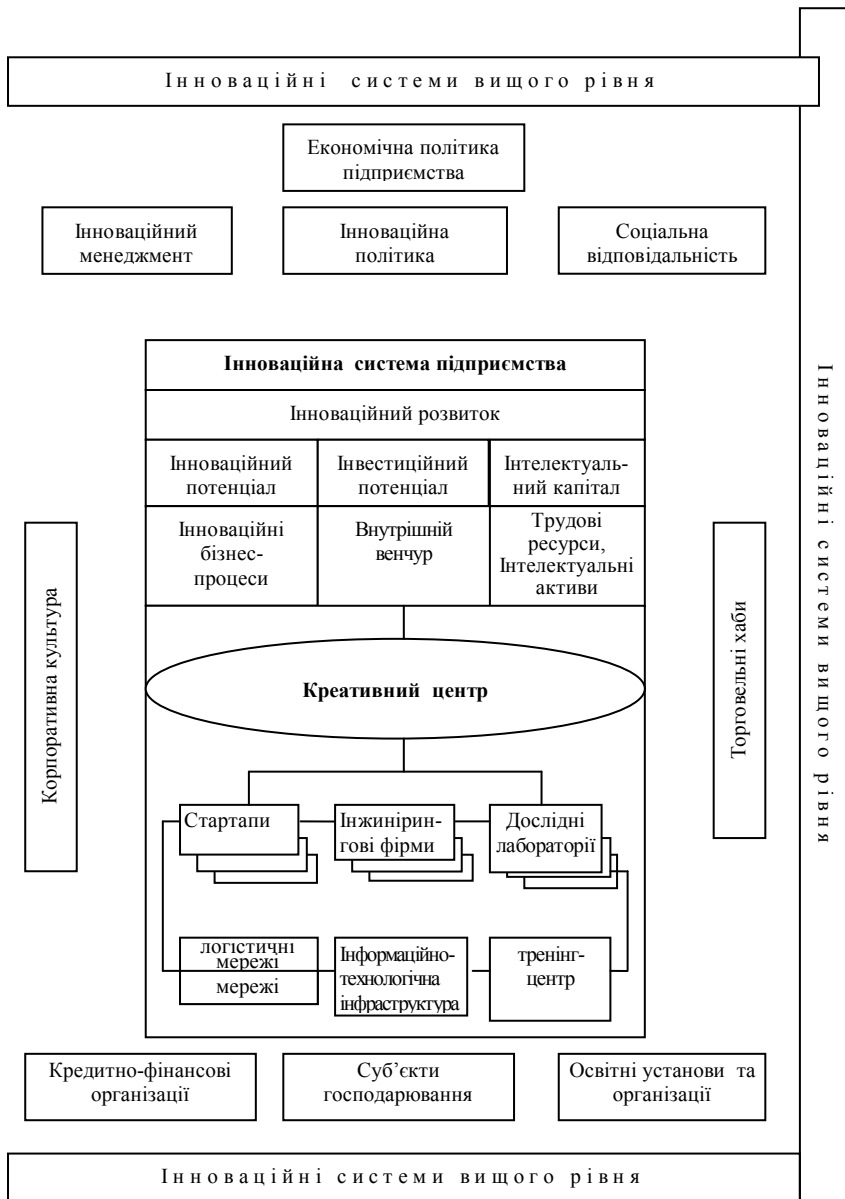 Інноваційні системи вищого рівня
Економічна політика
підприємства
Інноваційний
менеджмент
Інноваційна
політика
Соціальна
відповідальність
Інноваційна система підприємства
Інноваційний розвиток
Інноваційний
потенціал
Інвестиційний
потенціал
Інтелектуаль-
ний капітал
Інноваційні
бізнес-
процеси
Внутрішній
венчур
Трудові
ресурси,
Інтелектуальні
активи
Корпоративна культура
Креативний центр
Торговельні хаби
Інноваційні системи вищого рівня
Стартапи
Інжинірин-
гові фірми
Дослідні
лабораторії
логістичні
мережі
мережі
Інформаційно-
технологічна
інфраструктура
тренінг-
центр
Кредитно-фінансові
організації
Суб’єкти
господарювання
Освітні установи та
організації
Інноваційні системи вищого рівня